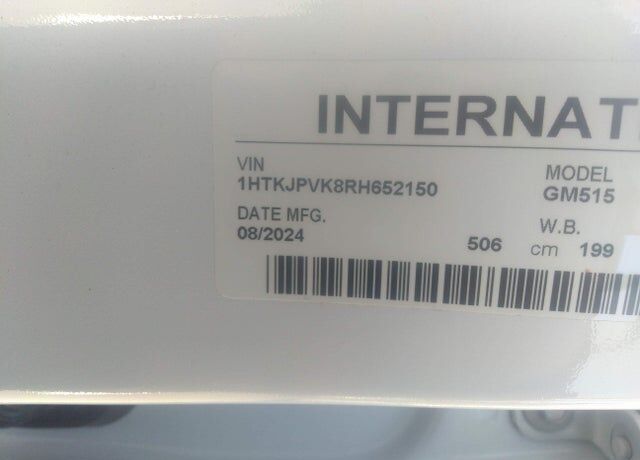 INTERNAT
VIN
1HTKJPVK8RH652150
MODEL
GM515
DATE MFG.
08/2024
W.B.
506 cm 199